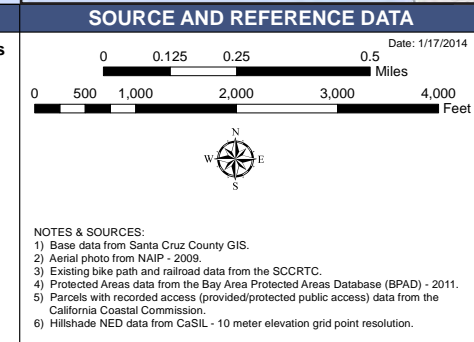 SOURCE AND REFERENCE DATA
s
Date: 1/17/2014
0 0.125 0.25 0.5
Miles
0 500 1,000 2,000 3,000 4,000
Feet
N
W E
S
NOTES & SOURCES:
1) Base data from Santa Cruz County GIS.
2) Aerial photo from NAIP - 2009.
3) Existing bike path and railroad data from the SCCRTC.
4) Protected Areas data from the Bay Area Protected Areas Database (BPAD) - 2011.
5) Parcels with recorded access (provided/protected public access) data from the
California Coastal Commission.
6) Hillshade NED data from CaSIL - 10 meter elevation grid point resolution.